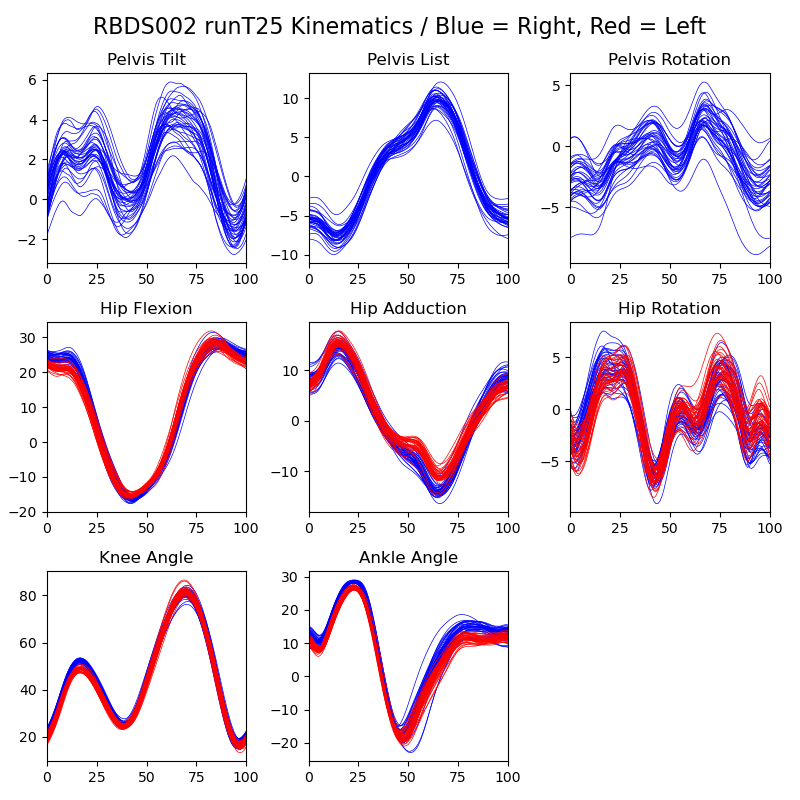 RBDS002 runT25 Kinematics / Blue = Right, Red = Left
Pelvis Tilt
6
4
2
0
−2
0 25 50 75 100
Pelvis List
10
5
0
−5
−10
0 25 50 75 100
Pelvis Rotation
5
0
−5
0 25 50 75 100
Hip Flexion
30
20
10
0
−10
−20
0 25 50 75 100
Hip Adduction
10
0
−10
0 25 50 75 100
Hip Rotation
5
0
−5
0 25 50 75 100
Knee Angle
80
60
40
20
0 25 50 75 100
Ankle Angle
30
20
10
0
−10
−20
0 25 50 75 100